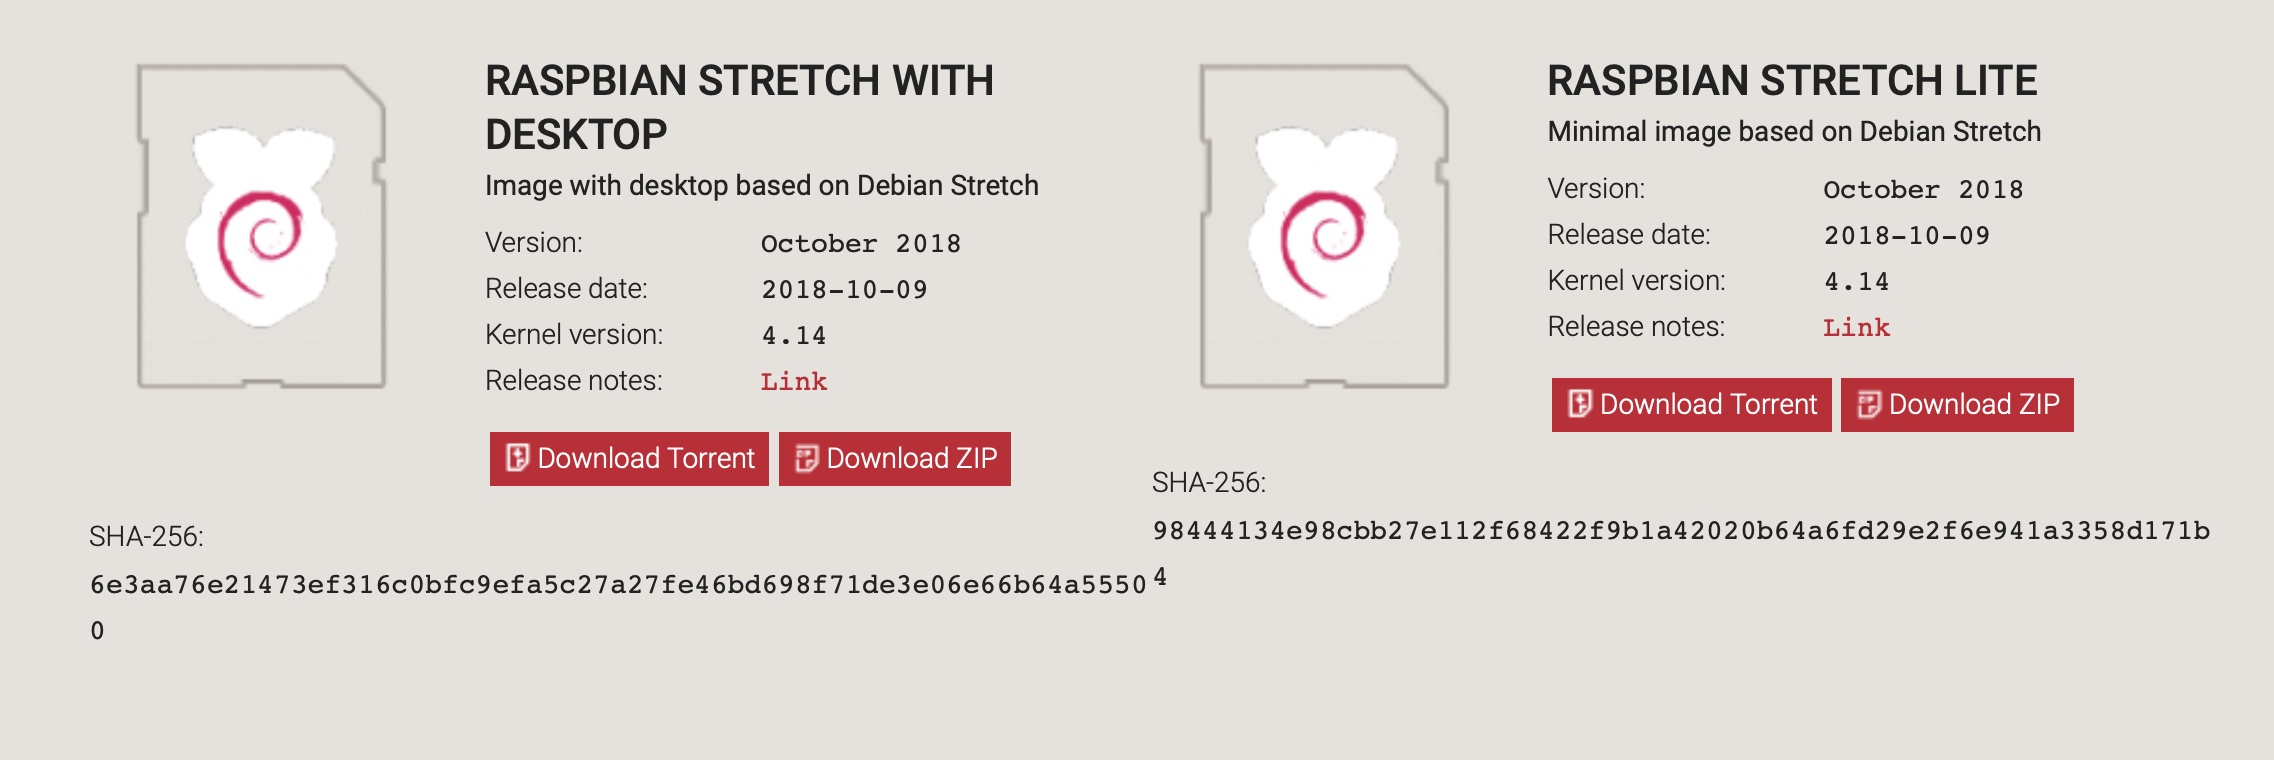 RASPBIAN STRETCH WITH
DESKTOP
Image with desktop based on Debian Stretch
Version: October 2018
Release date: 2018-10-09
Kernel version: 4.14
Release notes: Link
Download Torrent Download ZIP
SHA-256:
6e3aa76e21473ef316c0bfc9efa5c27a27fe46bd698f71de3e06e66b64a5550
0
RASPBIAN STRETCH LITE
Minimal image based on Debian Stretch
Version: October 2018
Release date: 2018-10-09
Kernel version: 4.14
Release notes: Link
Download Torrent Download ZIP
SHA-256:
98444134e98cbb27e112f68422f9b1a42020b64a6fd29e2f6e941a3358d171b
4